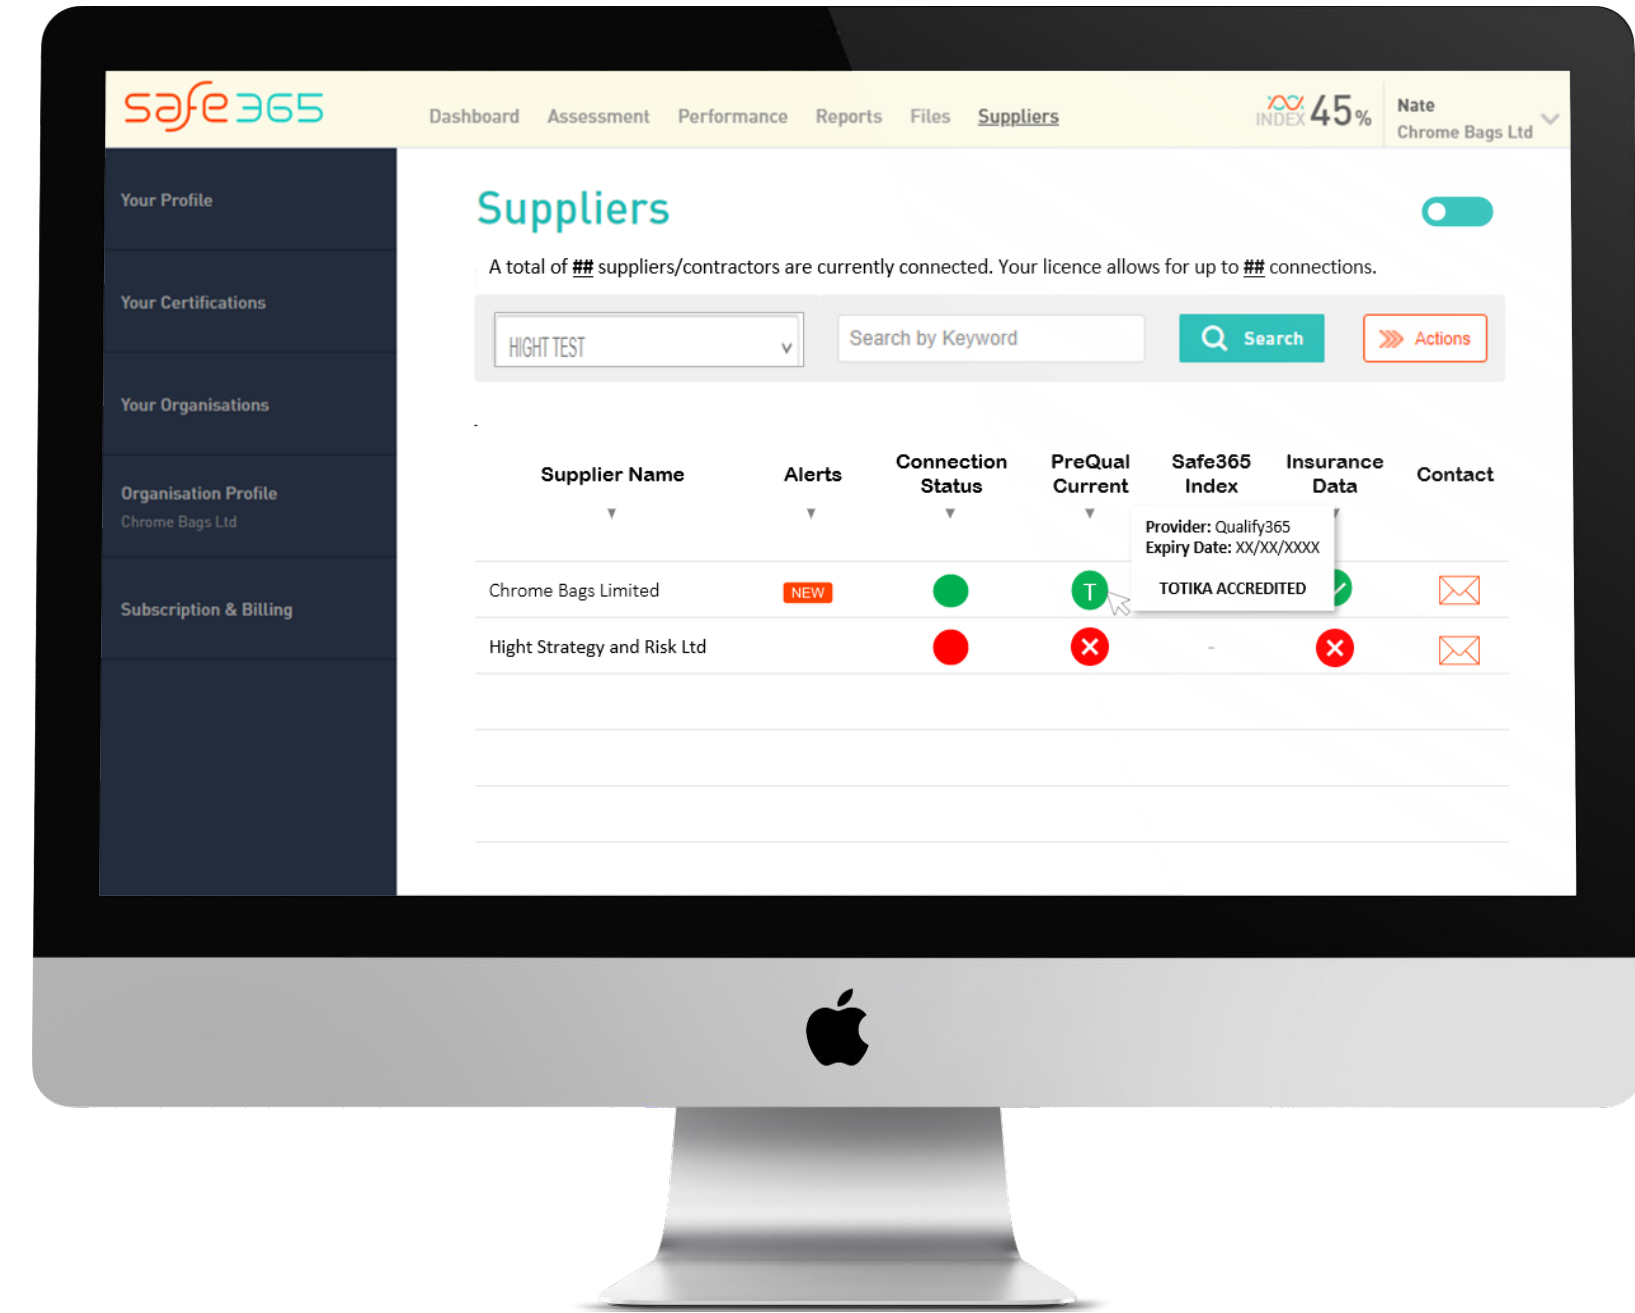 safe365
Dashboard Assessment Performance Reports Files Suppliers
INDEX 45%
Nate
Chrome Bags Ltd
Your Profile
Your Certifications
Your Organisations
Organisation Profile
Chrome Bags Ltd
Subscription & Billing
Suppliers
A total of ## suppliers/contractors are currently connected. Your licence allows for up to ## connections.
HIGHT TEST
Search by Keyword
Search
Actions
Supplier Name
Alerts
Connection
Status
PreQual
Current
Safe365
Index
Insurance
Data
Contact
Provider: Qualify365
Expiry Date: XX/XX/XXXX
TOTIKA ACCREDITED
Chrome Bags Limited NEW T
Hight Strategy and Risk Ltd -